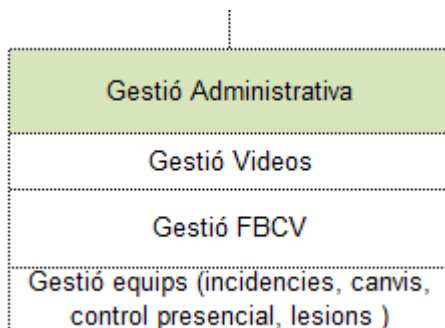 Gestió Administrativa
Gestió Videos
Gestió FBCV
Gestió equips (incidencies, canvis,
control presencial, lesions )